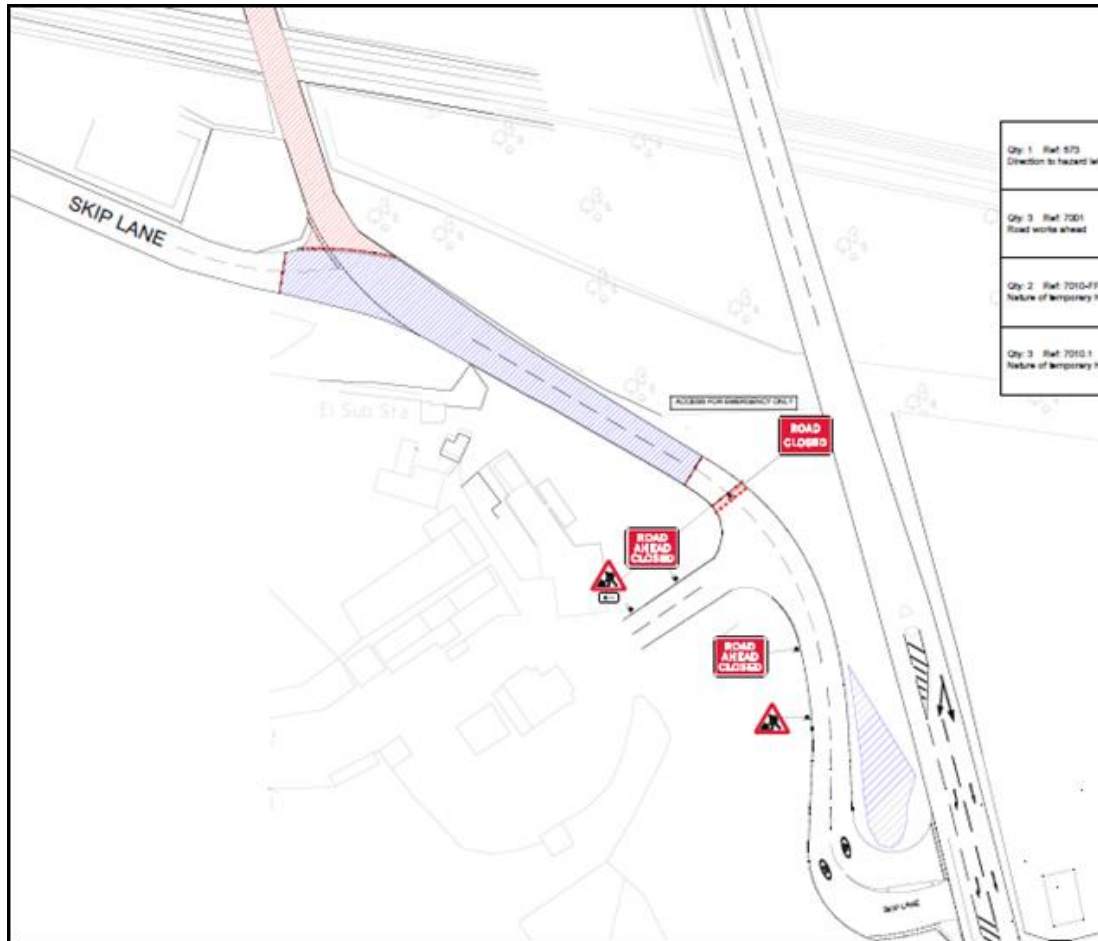 Qty: 1 Ref: 573
Direction to hazard lef
Qty: 3 Ref: 7001
Road works ahead
SKIP LANE
Qty: 2 Ref: 7010-FF
Nature of temporary h
Qty: 3 Ref: 7010.1
Nature of temporary h
ACCESS FOR EMERGENCY ONLY
El Sub Sta
ROAD
CLOSED
ROAD
AHEAD
CLOSED
ROAD
AHEAD
CLOSED
SKIP LANE